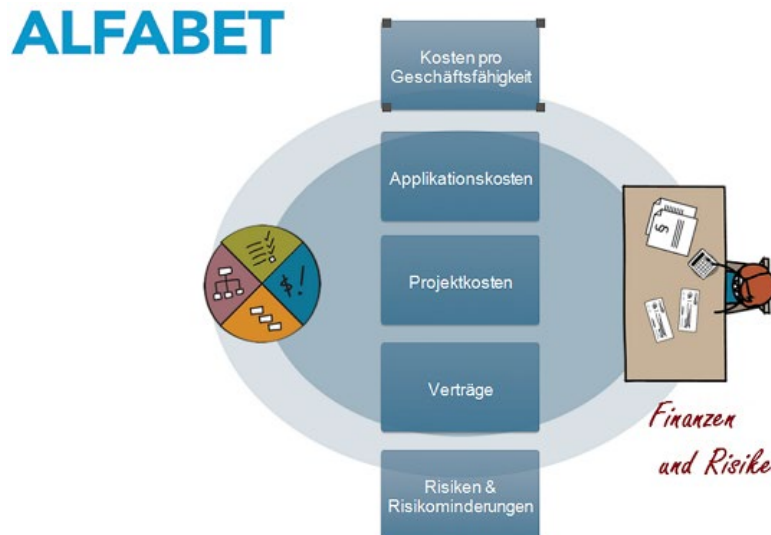 ALFABET
Kosten pro
Geschäftsfähigkeit
Applikationskosten
Projektkosten
Verträge
Finanzen
und Risike
Risiken &
Risikominderungen
§
$!